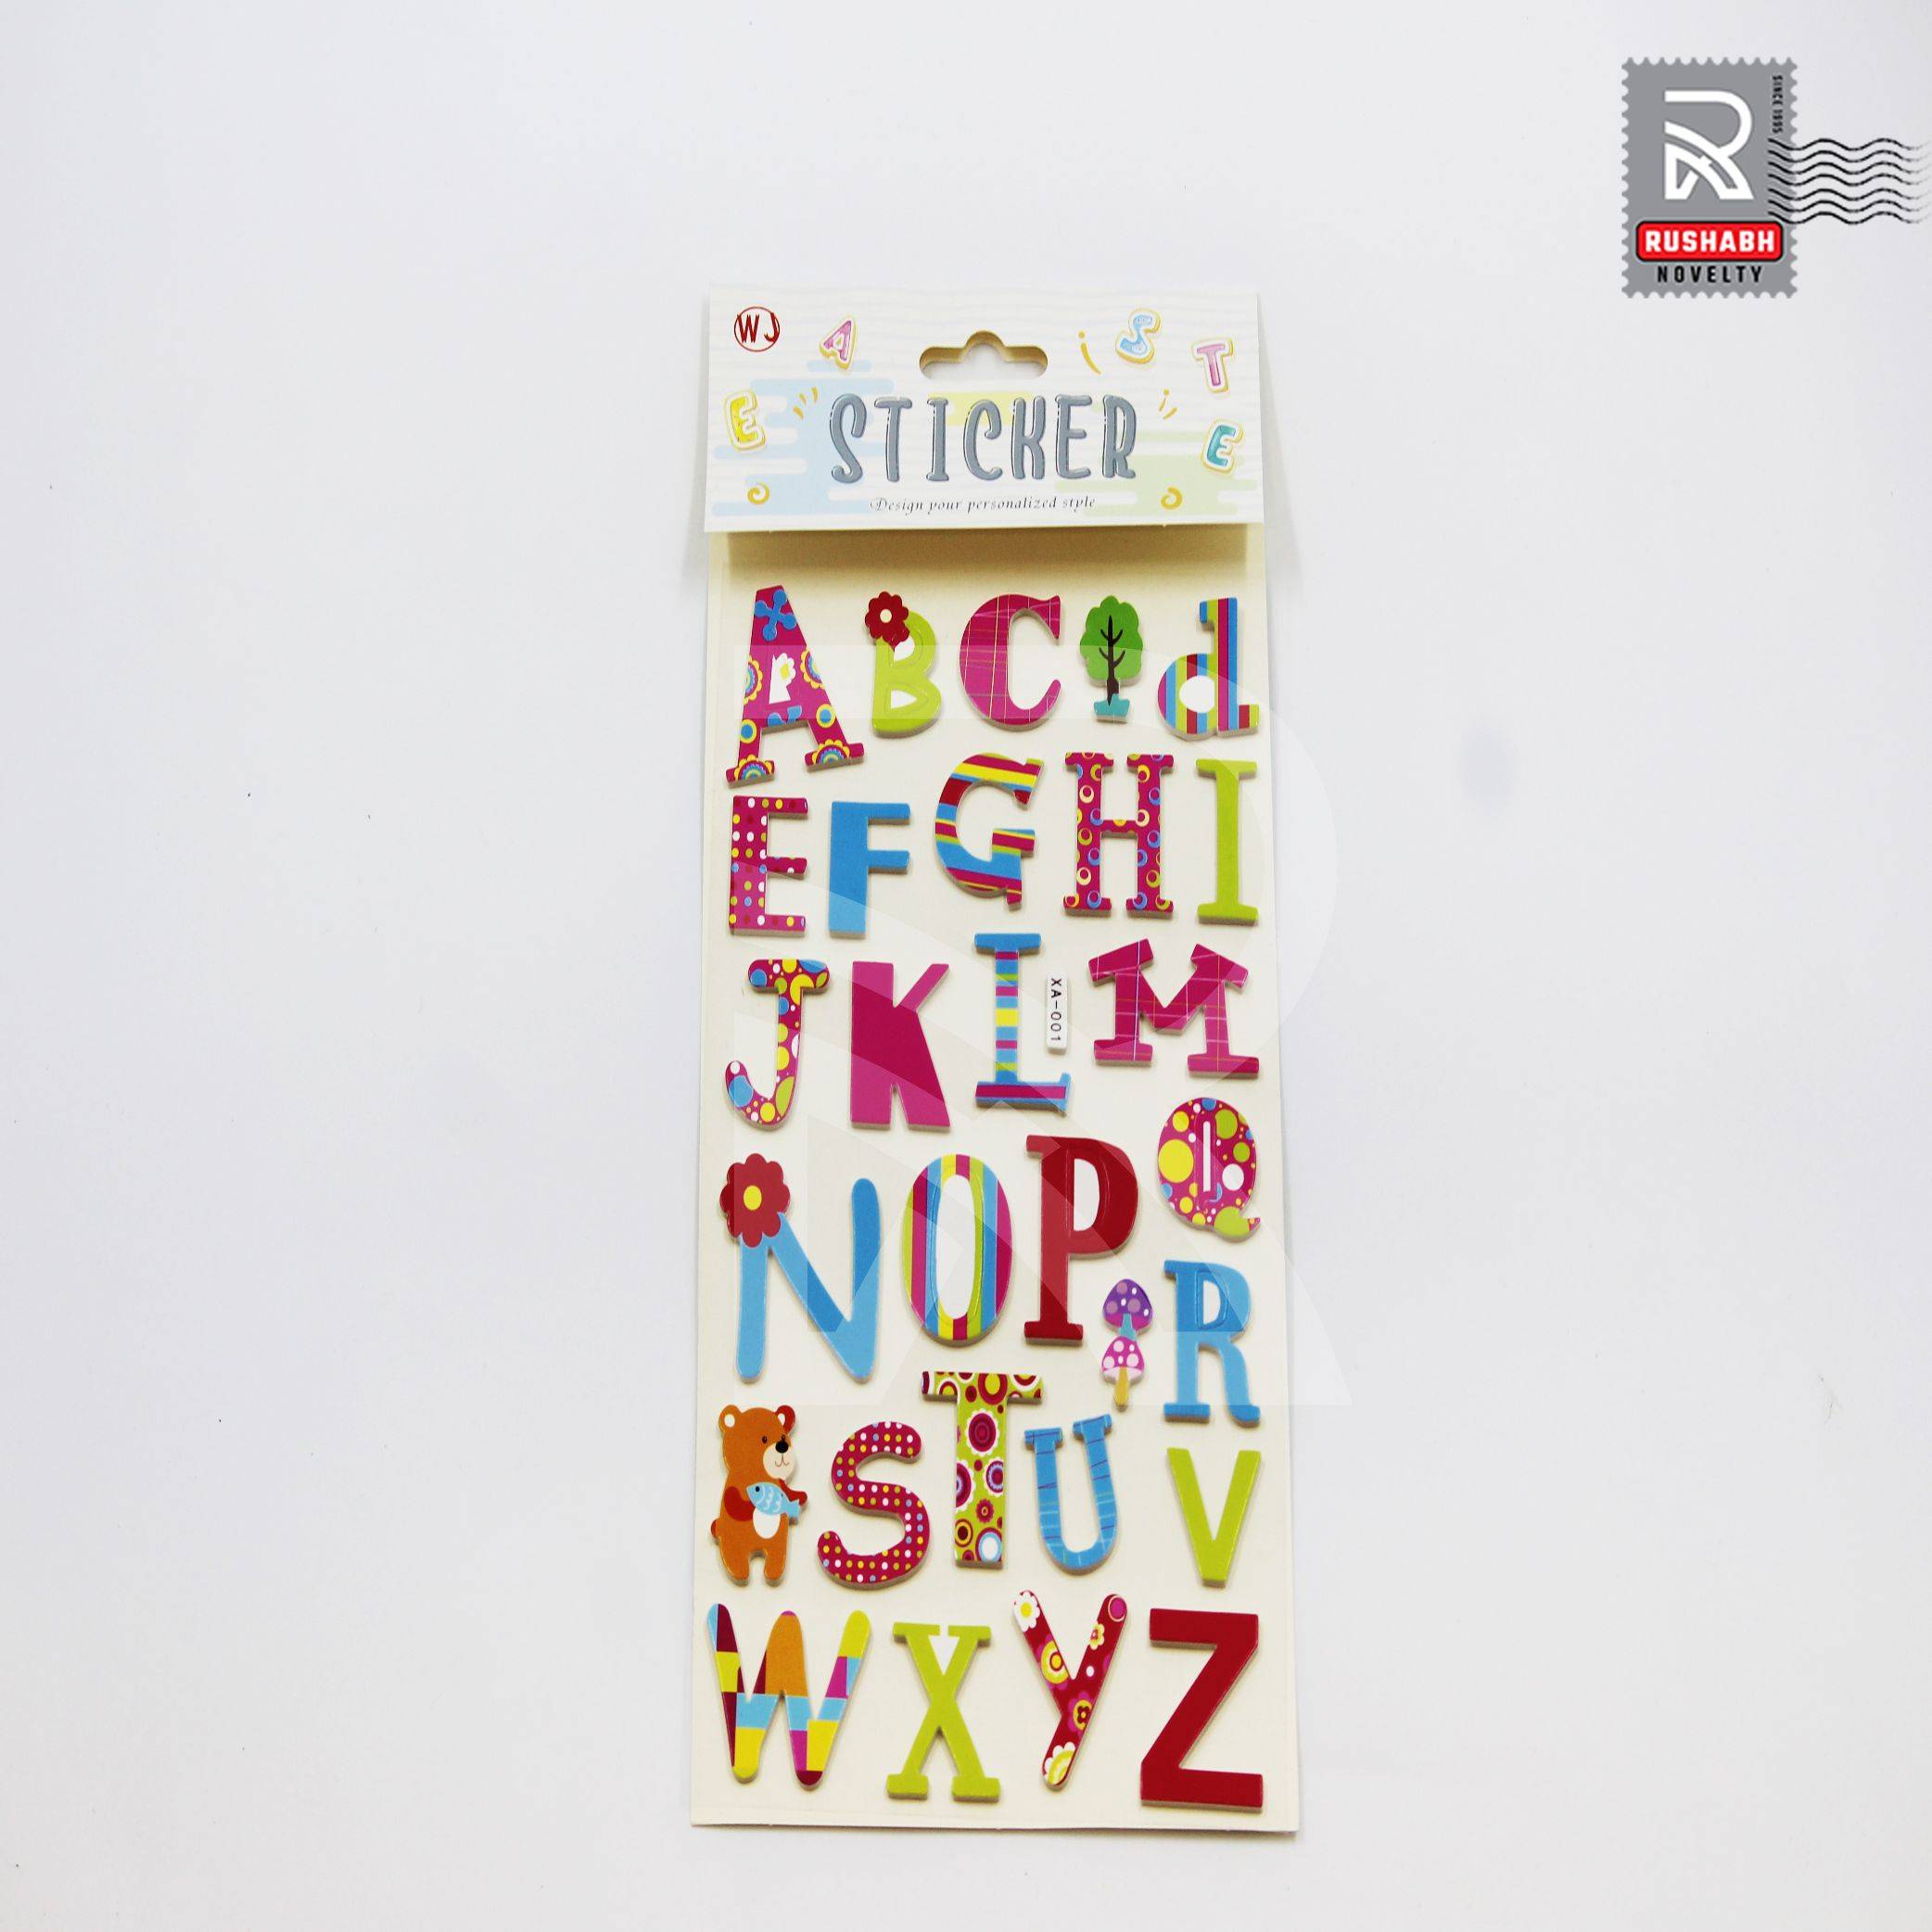 SINCE 1995
RUSHABH
NOVELTY
WJ
A
S
T
E
E
STICKER
Design your personalized style
A B C d
E F G H I
J K L M
XA-001
N O P Q
R
S T U V
W X Y Z